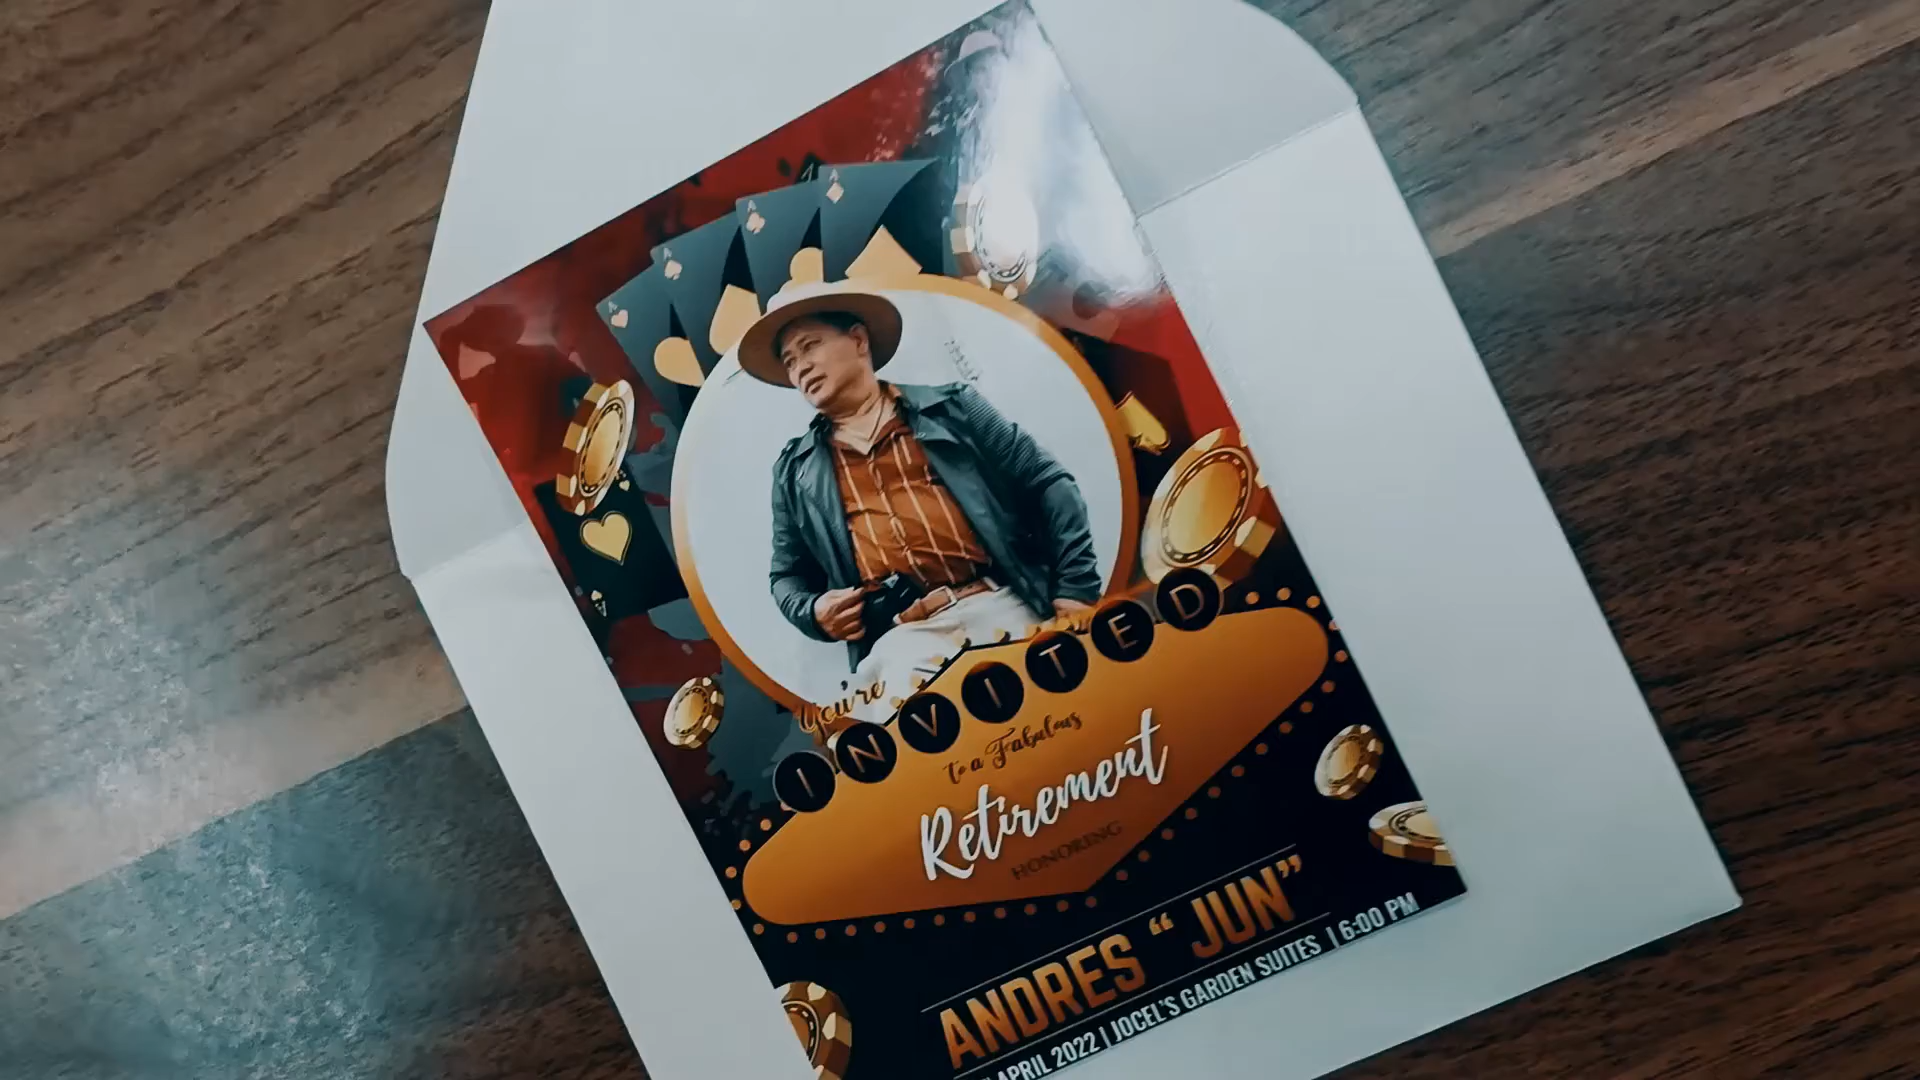 You're
INVITED
to a Fabulous
Retirement
HONORING
ANDRES “ JUN”
APRIL 2022 | JOCEL'S GARDEN SUITES | 6:00 PM